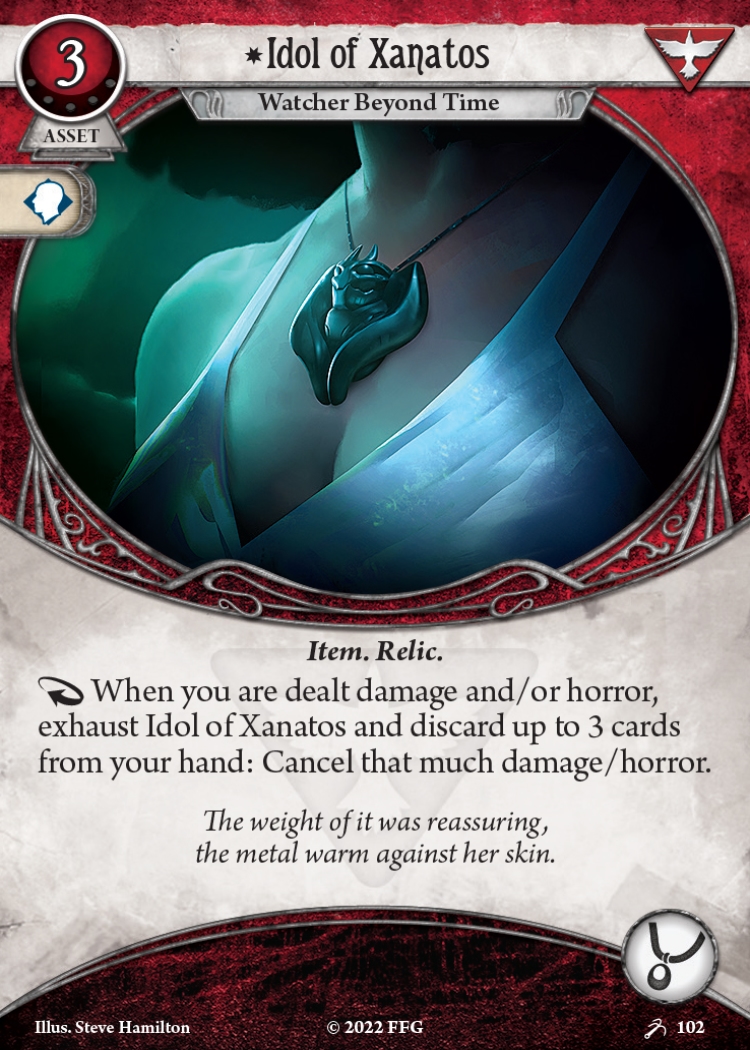 3
✷Idol of Xanatos
Watcher Beyond Time
ASSET
Item. Relic.
When you are dealt damage and/or horror,
exhaust Idol of Xanatos and discard up to 3 cards
from your hand: Cancel that much damage/horror.
The weight of it was reassuring,
the metal warm against her skin.
Illus. Steve Hamilton
© 2022 FFG
102